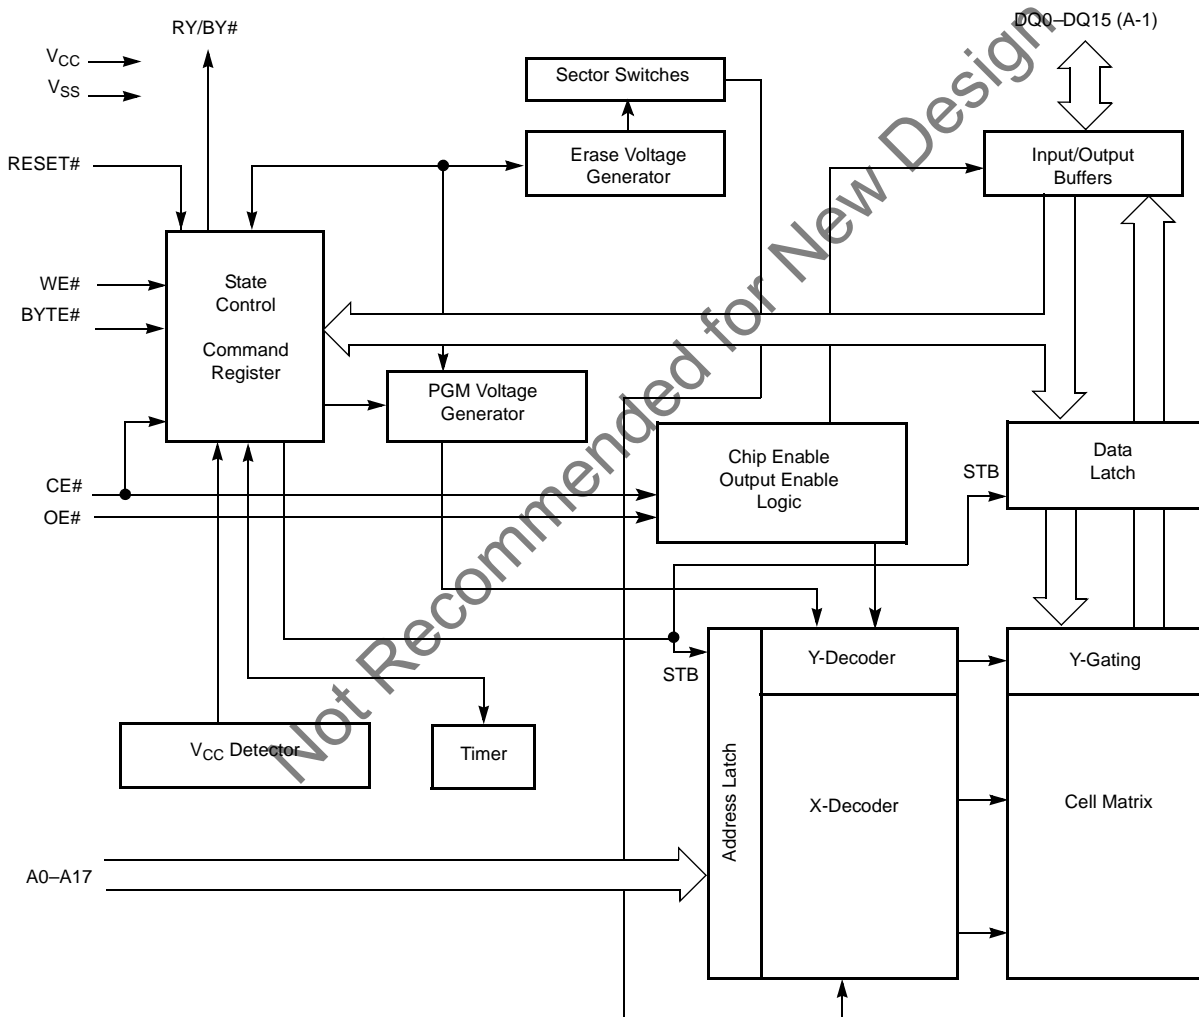 RY/BY#
DQ0–DQ15 (A-1)
VCC
VSS
Sector Switches
RESET#
Erase Voltage
Generator
Input/Output
Buffers
WE#
BYTE#
State
Control
Command
Register
PGM Voltage
Generator
CE#
OE#
Chip Enable
Output Enable
Logic
STB
Data
Latch
STB
Y-Decoder
Y-Gating
VCC Detector
Timer
Address Latch
X-Decoder
Cell Matrix
A0–A17
Not Recommended for New Design